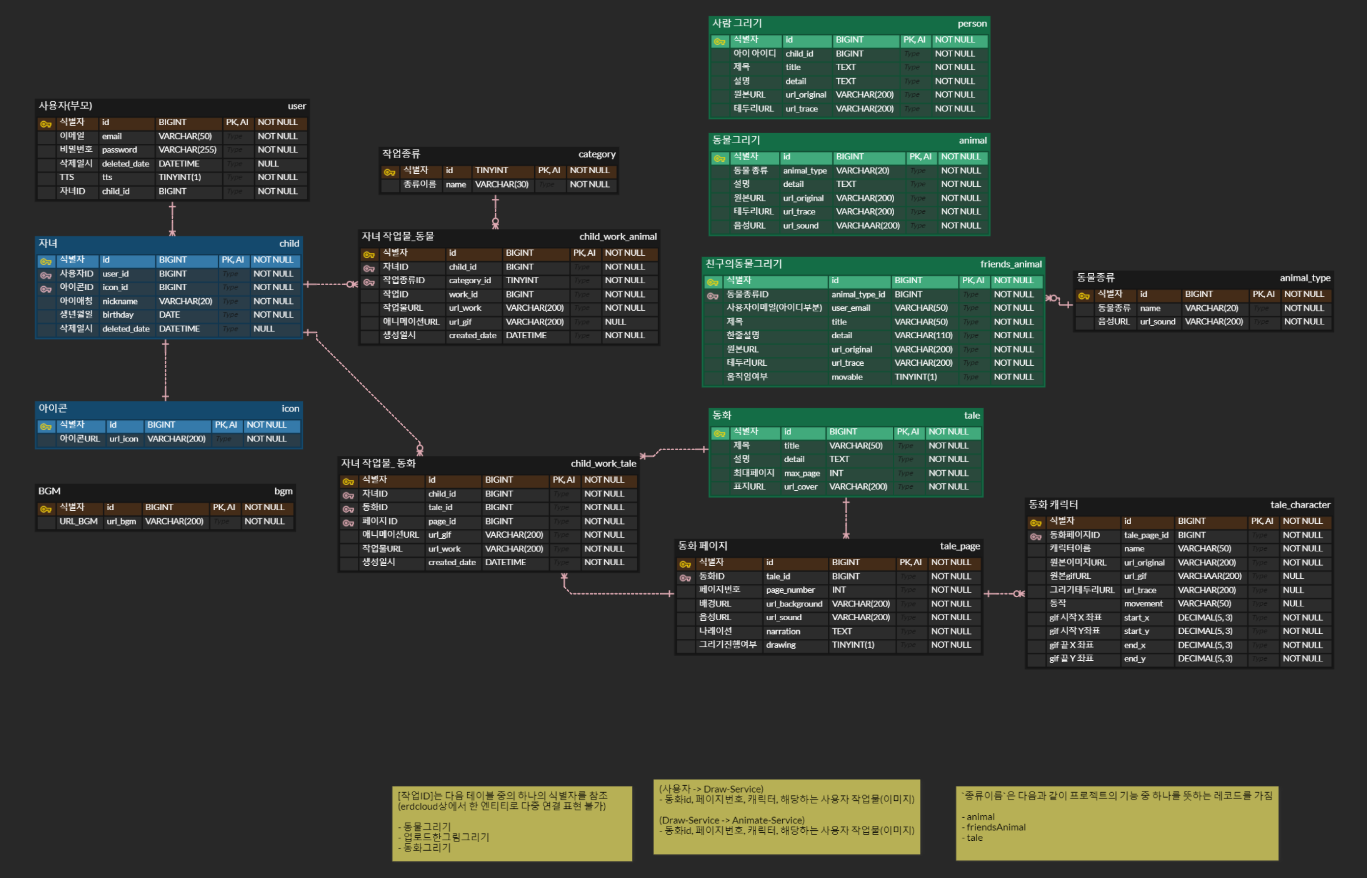 사람 그리기 person
식별자 id BIGINT PK, AI NOT NULL
아이 아이디 child_id BIGINT Type NOT NULL
제목 title TEXT Type NOT NULL
설명 detail TEXT Type NOT NULL
원본URL url_original VARCHAR(200) Type NOT NULL
테두리URL url_trace VARCHAR(200) Type NOT NULL
사용자(부모) user
식별자 id BIGINT PK, AI NOT NULL
이메일 email VARCHAR(50) Type NOT NULL
비밀번호 password VARCHAR(255) Type NOT NULL
삭제일시 deleted_date DATETIME Type NULL
TTS tts TINYINT(1) Type NOT NULL
자녀ID child_id BIGINT Type NOT NULL
동물그리기 animal
식별자 id BIGINT PK, AI NOT NULL
동물 종류 animal_type VARCHAR(20) Type NOT NULL
설명 detail TEXT Type NOT NULL
원본URL url_original VARCHAR(200) Type NOT NULL
테두리URL url_trace VARCHAR(200) Type NOT NULL
음성URL url_sound VARCHAAR(200) Type NOT NULL
작업종류 category
식별자 id TINYINT PK, AI NOT NULL
종류이름 name VARCHAR(30) Type NOT NULL
자녀 작업물_동물 child_work_animal
식별자 id BIGINT PK, AI NOT NULL
자녀ID child_id BIGINT Type NOT NULL
작업종류ID category_id TINYINT Type NOT NULL
작업ID work_id BIGINT Type NOT NULL
작업물URL url_work VARCHAR(200) Type NOT NULL
애니메이션URL url_gif VARCHAR(200) Type NULL
생성일시 created_date DATETIME Type NOT NULL
자녀 child
식별자 id BIGINT PK, AI NOT NULL
사용자ID user_id BIGINT Type NOT NULL
아이콘ID icon_id BIGINT Type NOT NULL
아이애칭 nickname VARCHAR(20) Type NOT NULL
생년월일 birthday DATE Type NOT NULL
삭제일시 deleted_date DATETIME Type NULL
친구의동물그리기 friends_animal
식별자 id BIGINT PK, AI NOT NULL
동물종류ID animal_type_id BIGINT Type NOT NULL
사용자이메일(아이디부분) user_email VARCHAR(50) Type NOT NULL
제목 title VARCHAR(50) Type NOT NULL
한줄설명 detail VARCHAR(110) Type NOT NULL
원본URL url_original VARCHAR(200) Type NOT NULL
테두리URL url_trace VARCHAR(200) Type NOT NULL
움직임여부 movable TINYINT(1) Type NOT NULL
동물종류 animal_type
식별자 id BIGINT PK, AI NOT NULL
동물종류 name VARCHAR(20) Type NOT NULL
음성URL url_sound VARCHAR(200) Type NOT NULL
아이콘 icon
식별자 id BIGINT PK, AI NOT NULL
아이콘URL url_icon VARCHAR(200) Type NOT NULL
동화 tale
식별자 id BIGINT PK, AI NOT NULL
제목 title VARCHAR(50) Type NOT NULL
설명 detail TEXT Type NOT NULL
최대페이지 max_page INT Type NOT NULL
표지URL url_cover VARCHAR(200) Type NOT NULL
자녀 작업물_ 동화 child_work_tale
식별자 id BIGINT PK, AI NOT NULL
자녀ID child_id BIGINT Type NOT NULL
동화ID tale_id BIGINT Type NOT NULL
페이지 ID page_id BIGINT Type NOT NULL
애니메이션URL url_gif VARCHAR(200) Type NOT NULL
작업물URL url_work VARCHAR(200) Type NOT NULL
생성일시 created_date DATETIME Type NOT NULL
BGM bgm
식별자 id BIGINT PK, AI NOT NULL
URL_BGM url_bgm VARCHAR(200) Type NOT NULL
동화 페이지 tale_page
식별자 id BIGINT PK, AI NOT NULL
동화ID tale_id BIGINT Type NOT NULL
페이지번호 page_number INT Type NOT NULL
배경URL url_background VARCHAR(200) Type NOT NULL
음성URL url_sound VARCHAR(200) Type NOT NULL
나레이션 narration TEXT Type NOT NULL
그리기진행여부 drawing TINYINT(1) Type NOT NULL
동화 캐릭터 tale_character
식별자 id BIGINT PK, AI NOT NULL
동화페이지ID tale_page_id BIGINT Type NOT NULL
캐릭터이름 name VARCHAR(50) Type NOT NULL
원본이미지URL url_original VARCHAR(200) Type NOT NULL
원본gifURL url_gif VARCHAAR(200) Type NULL
그리기테두리URL url_trace VARCHAR(200) Type NULL
동작 movement VARCHAR(50) Type NOT NULL
gif 시작 X 좌표 start_x DECIMAL(5, 3) Type NOT NULL
gif 시작 Y좌표 start_y DECIMAL(5, 3) Type NOT NULL
gif 끝 X 좌표 end_x DECIMAL(5, 3) Type NOT NULL
gif 끝 Y 좌표 end_y DECIMAL(5, 3) Type NOT NULL
[작업ID]는 다음 테이블 중의 하나의 식별자를 참조
(erdcloud상에서 한 엔티티로 다중 연결 표현 불가)
- 동물그리기
- 업로드한그림그리기
- 동화그리기
(사용자 -> Draw-Service)
- 동화id, 페이지번호, 캐릭터, 해당하는 사용자 작업물(이미지)
(Draw-Service -> Animate-Service)
- 동화id, 페이지번호, 캐릭터, 해당하는 사용자 작업물(이미지)
`종류이름`은 다음과 같이 프로젝트의 기능 중 하나를 뜻하는 레코드를 가짐
- animal
- friendsAnimal
- tale